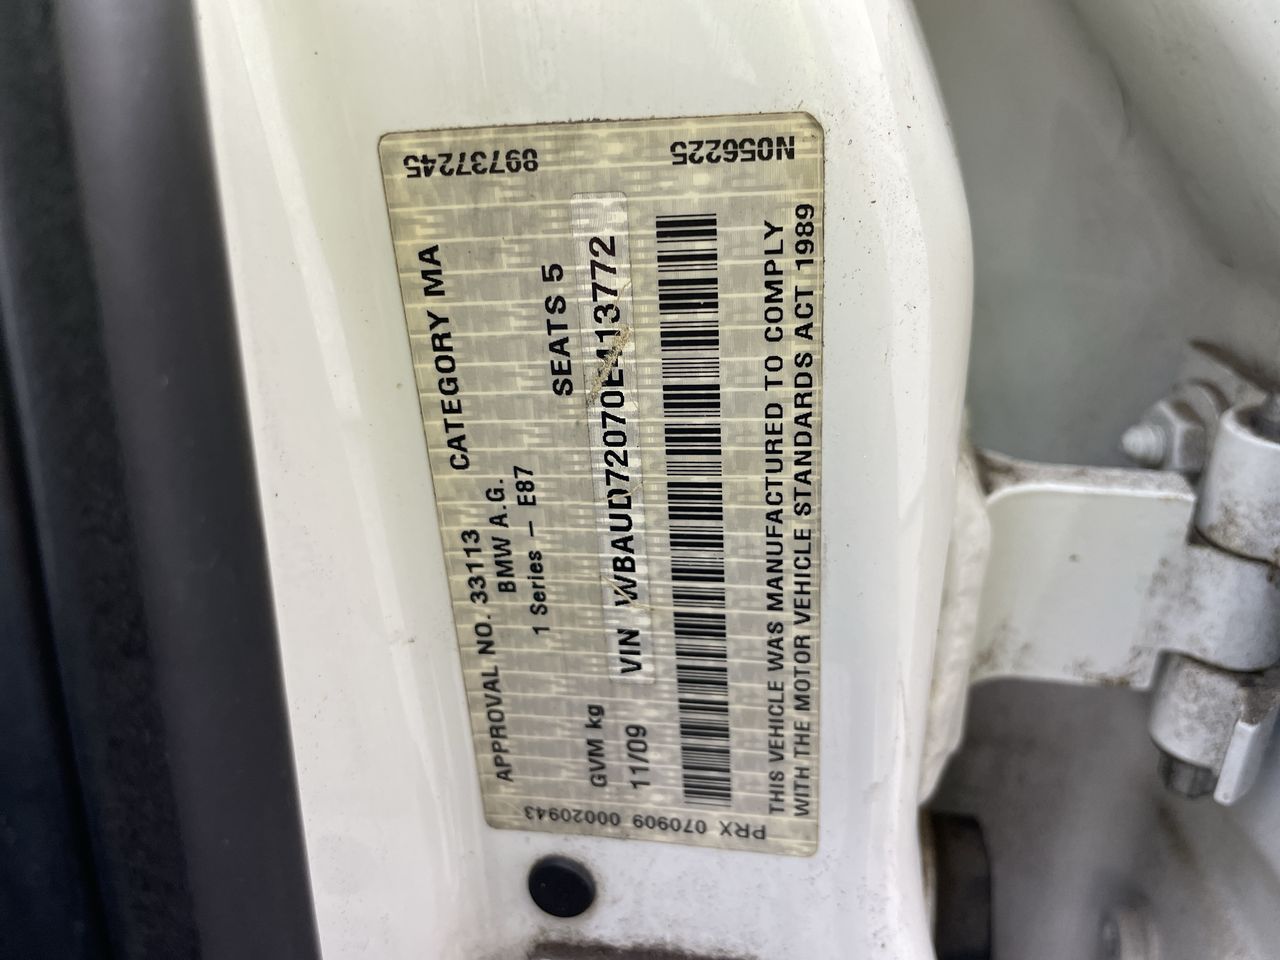 APPROVAL NO. 33113 CATEGORY MA
BMW A.G.
1 Series – E87
SEATS 5
GVM kg
11/09 VIN WBAUD72070E413772
THIS VEHICLE WAS MANUFACTURED TO COMPLY
WITH THE MOTOR VEHICLE STANDARDS ACT 1989
N056225 89737245
PRX 070909 00020943